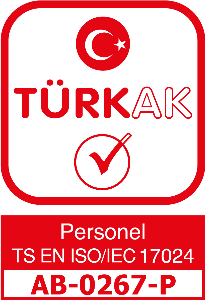 TÜRKAK
Personel
TS EN ISO/IEC 17024
AB-0267-P